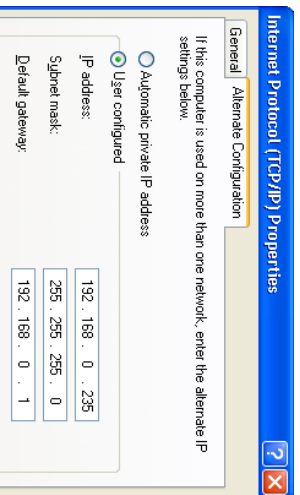 Internet Protocol (TCP/IP) Properties
General
Alternate Configuration
If this computer is used on more than one network, enter the alternate IP
settings below.
Automatic private IP address
User configured
IP address:
192 . 168 . 0 . 235
Subnet mask:
255 . 255 . 255 . 0
Default gateway:
192 . 168 . 0 . 1